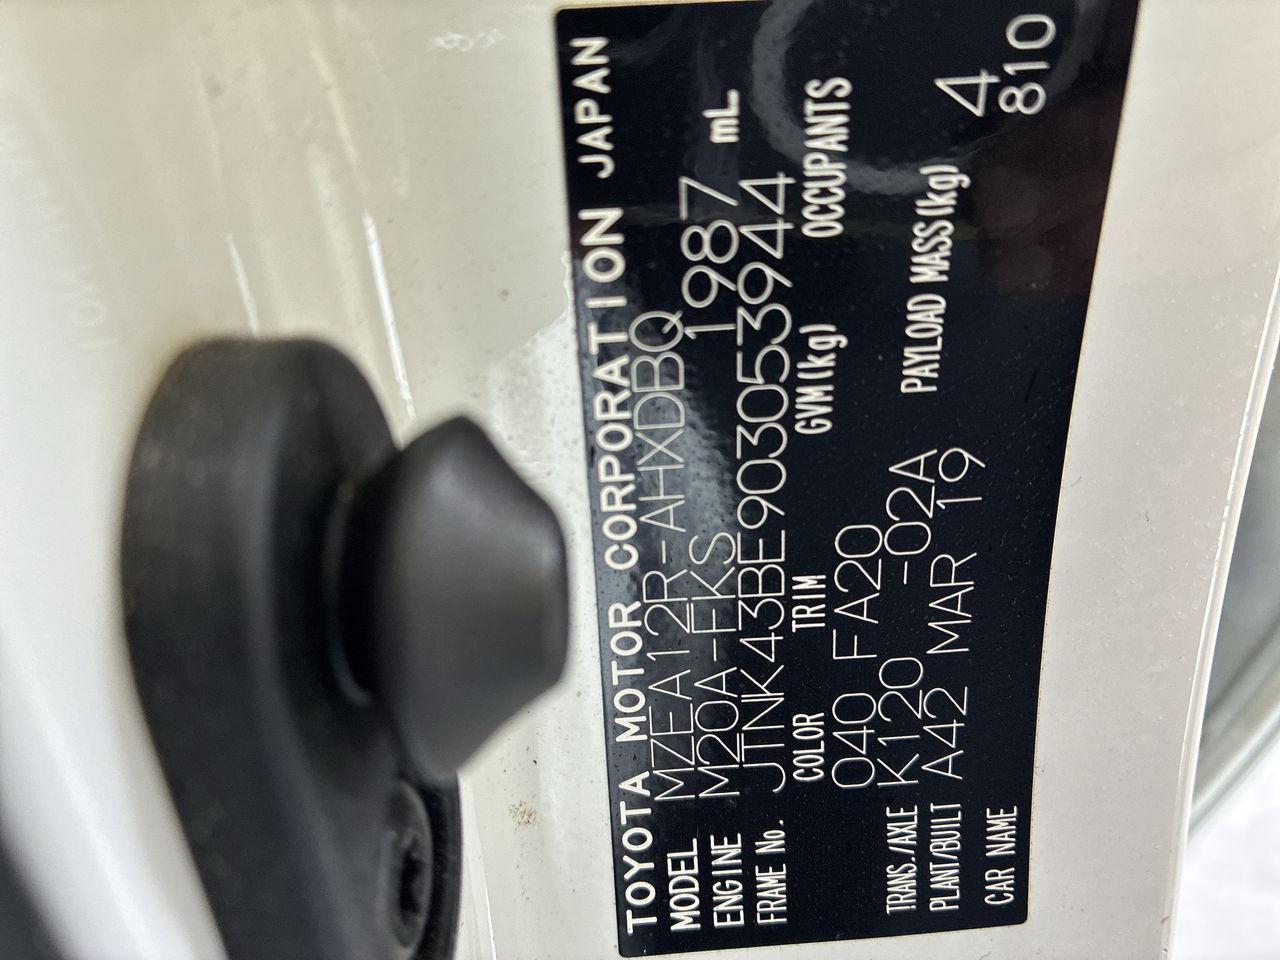 TOYOTA MOTOR CORPORATION JAPAN
MODEL MZEA12R-AHXDBQ
ENGINE M20A-FKS 1987 mL
FRAME No. JTNK43BE903053944
COLOR TRIM GVM(kg) OCCUPANTS
040 FA20
TRANS./AXLE K120 -02A PAYLOAD MASS(kg) 4
PLANT/BUILT A42 MAR 19 810
CAR NAME